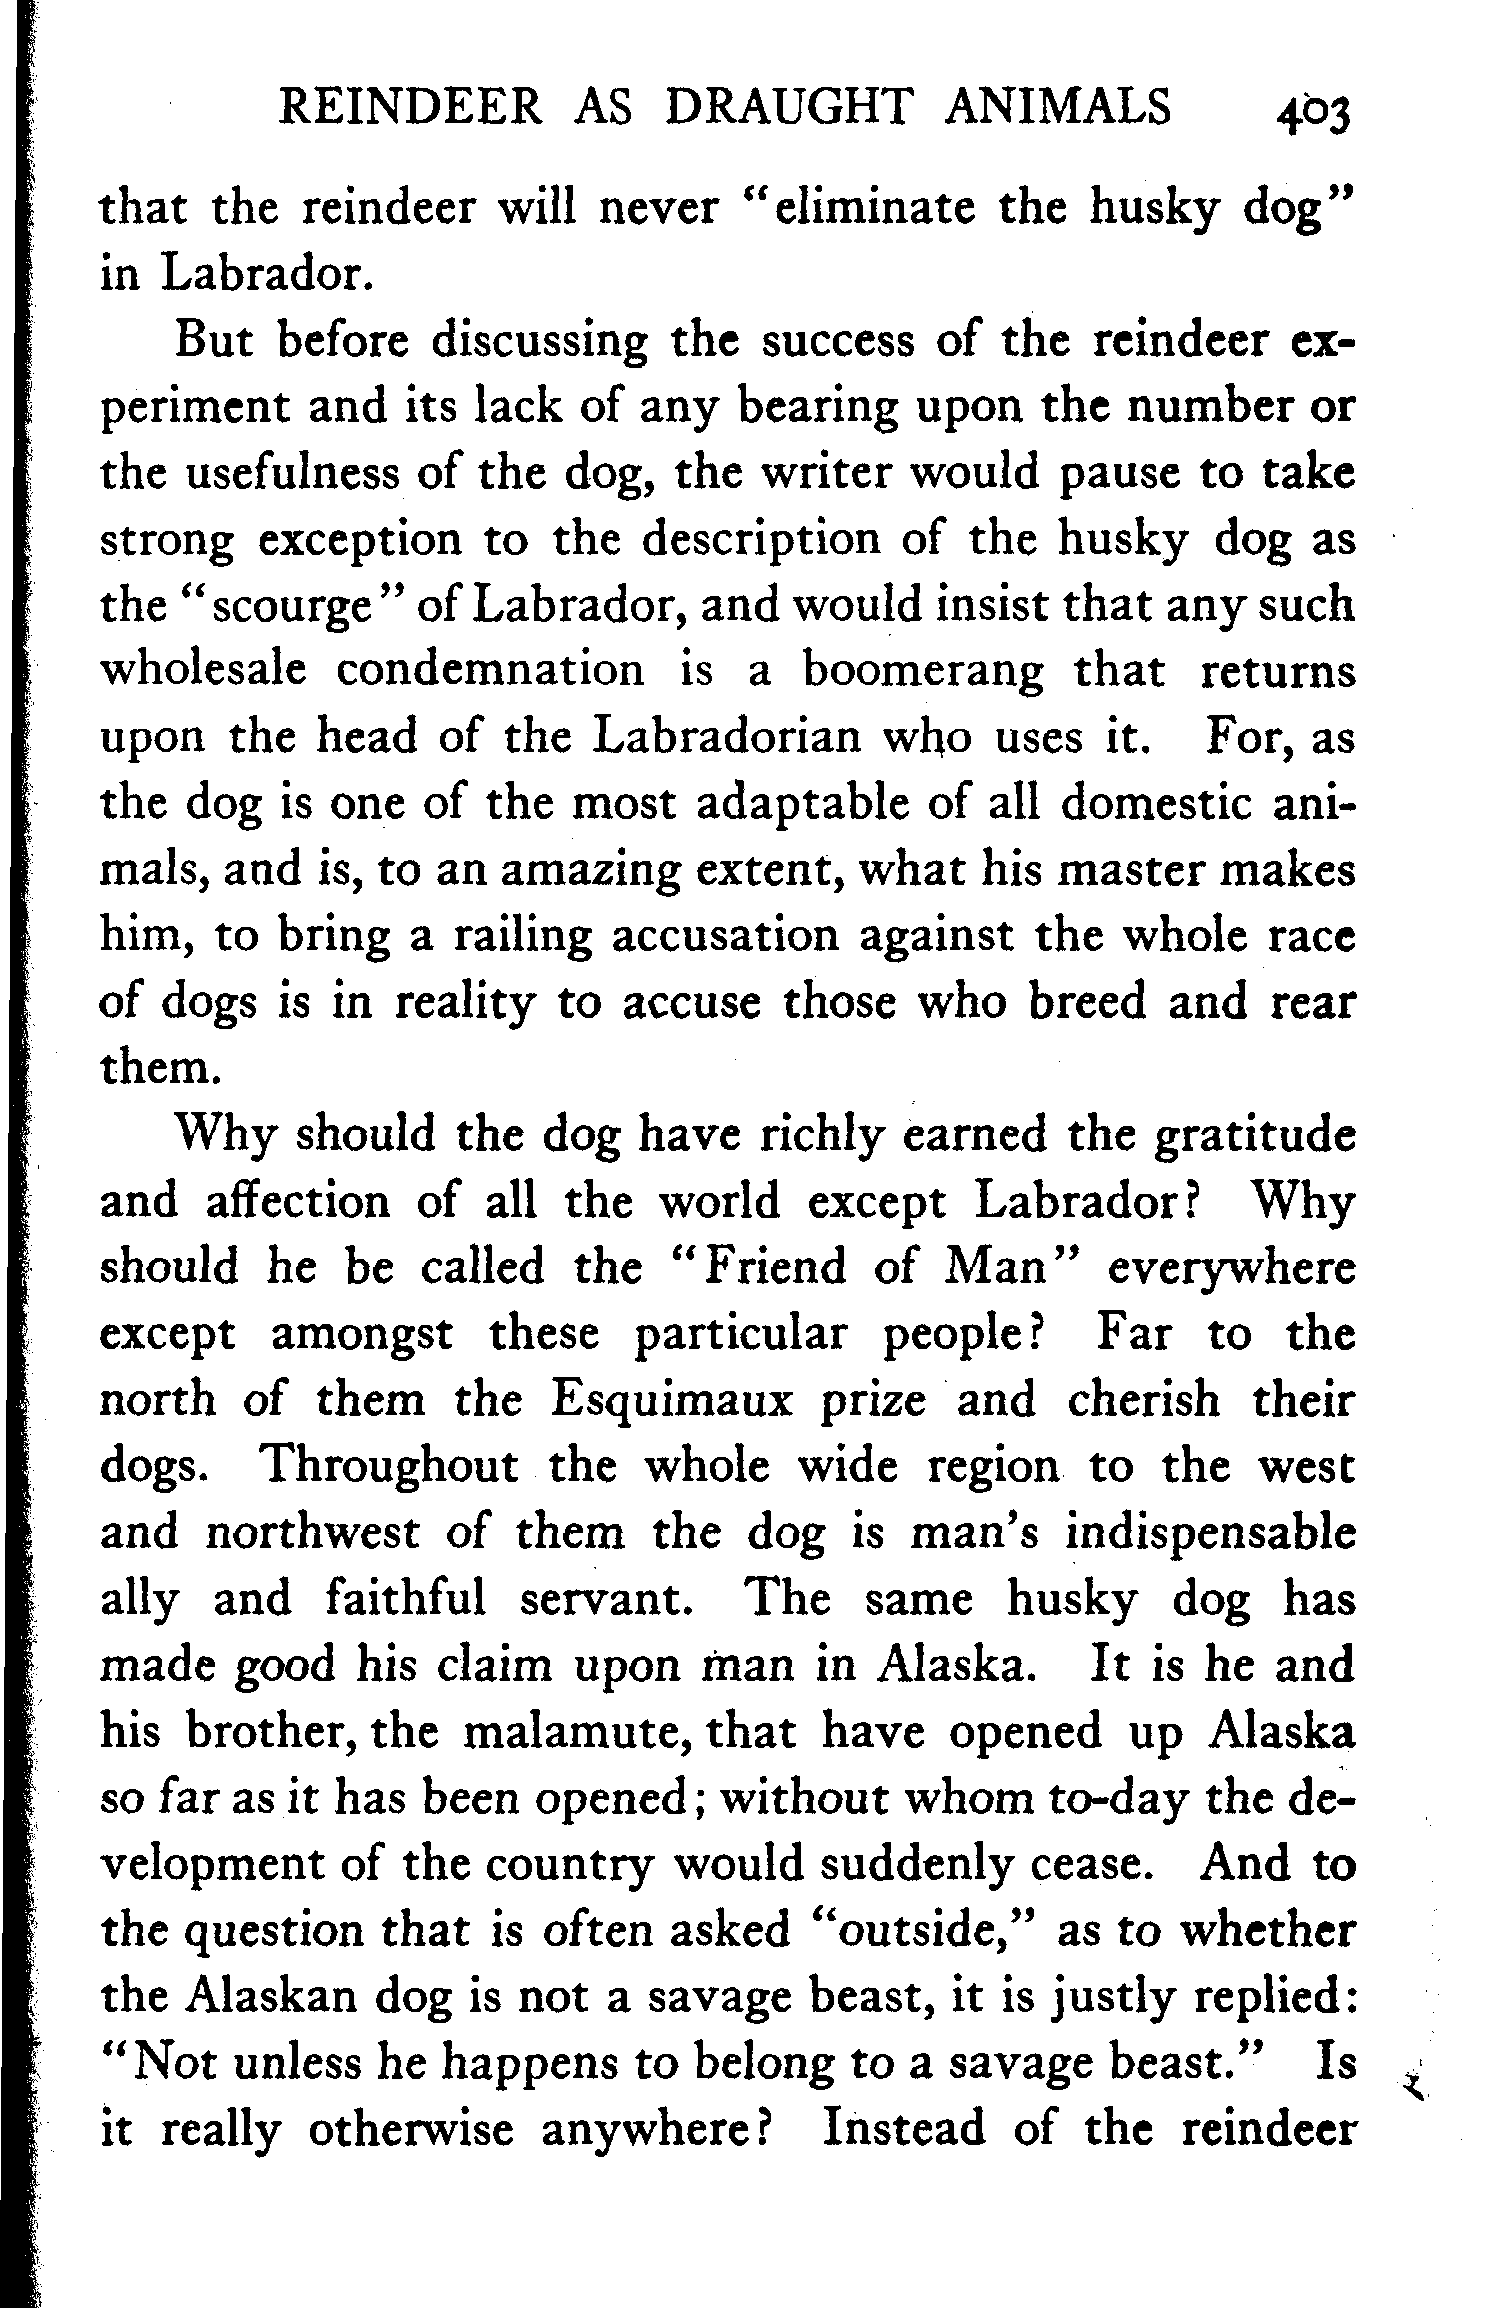 REINDEER AS DRAUGHT ANIMALS 403
that the reindeer will never "eliminate the husky dog"
in Labrador.
But before discussing the success of the reindeer ex-
periment and its lack of any bearing upon the number or
the usefulness of the dog, the writer would pause to take
strong exception to the description of the husky dog as
the "scourge" of Labrador, and would insist that any such
wholesale condemnation is a boomerang that returns
upon the head of the Labradorian who uses it. For, as
the dog is one of the most adaptable of all domestic ani-
mals, and is, to an amazing extent, what his master makes
him, to bring a railing accusation against the whole race
of dogs is in reality to accuse those who breed and rear
them.
Why should the dog have richly earned the gratitude
and affection of all the world except Labrador? Why
should he be called the "Friend of Man" everywhere
except amongst these particular people? Far to the
north of them the Esquimaux prize and cherish their
dogs. Throughout the whole wide region to the west
and northwest of them the dog is man's indispensable
ally and faithful servant. The same husky dog has
made good his claim upon man in Alaska. It is he and
his brother, the malamute, that have opened up Alaska
so far as it has been opened; without whom to-day the de-
velopment of the country would suddenly cease. And to
the question that is often asked "outside," as to whether
the Alaskan dog is not a savage beast, it is justly replied:
"Not unless he happens to belong to a savage beast." Is
it really otherwise anywhere? Instead of the reindeer